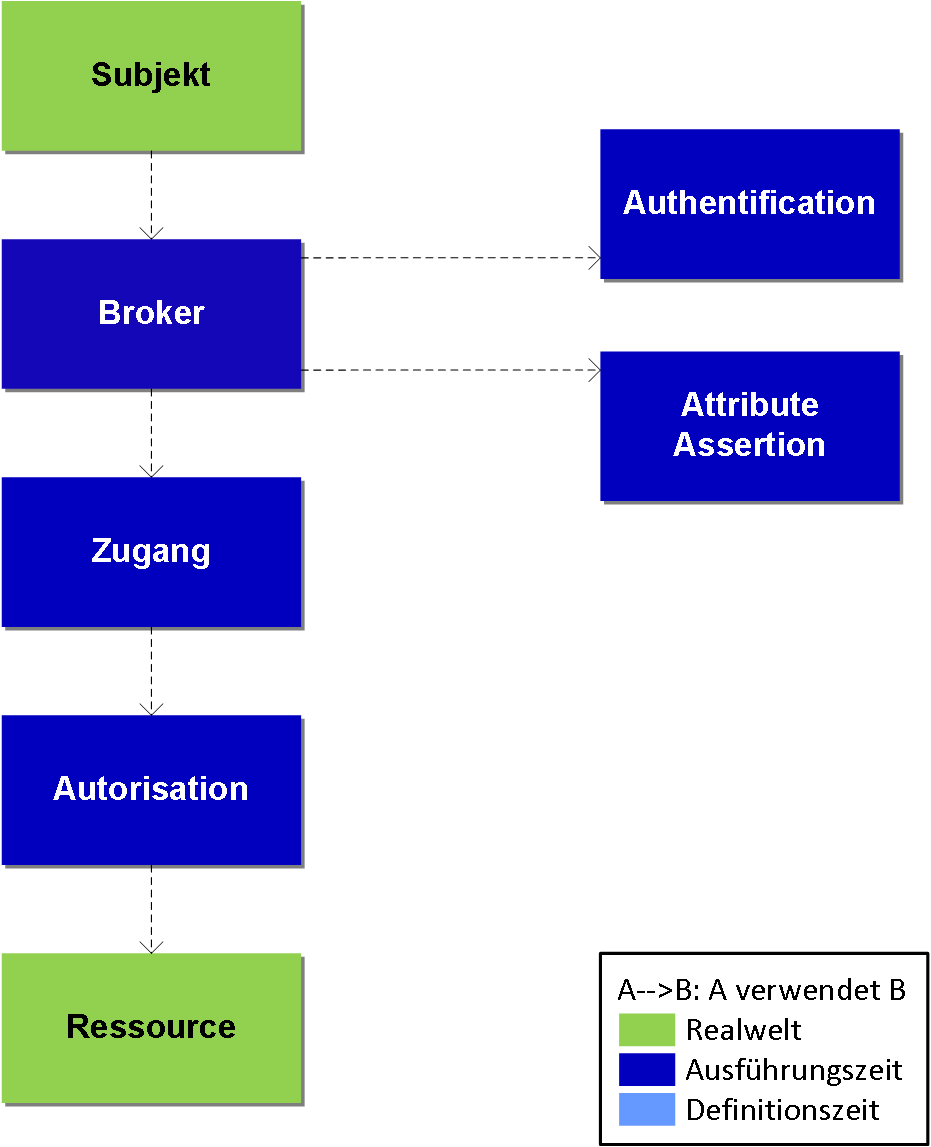 Subjekt
Authentification
Broker
Attribute
Assertion
Zugang
Autorisation
Ressource
A-->B: A verwendet B
Realwelt
Ausführungszeit
Definitionszeit